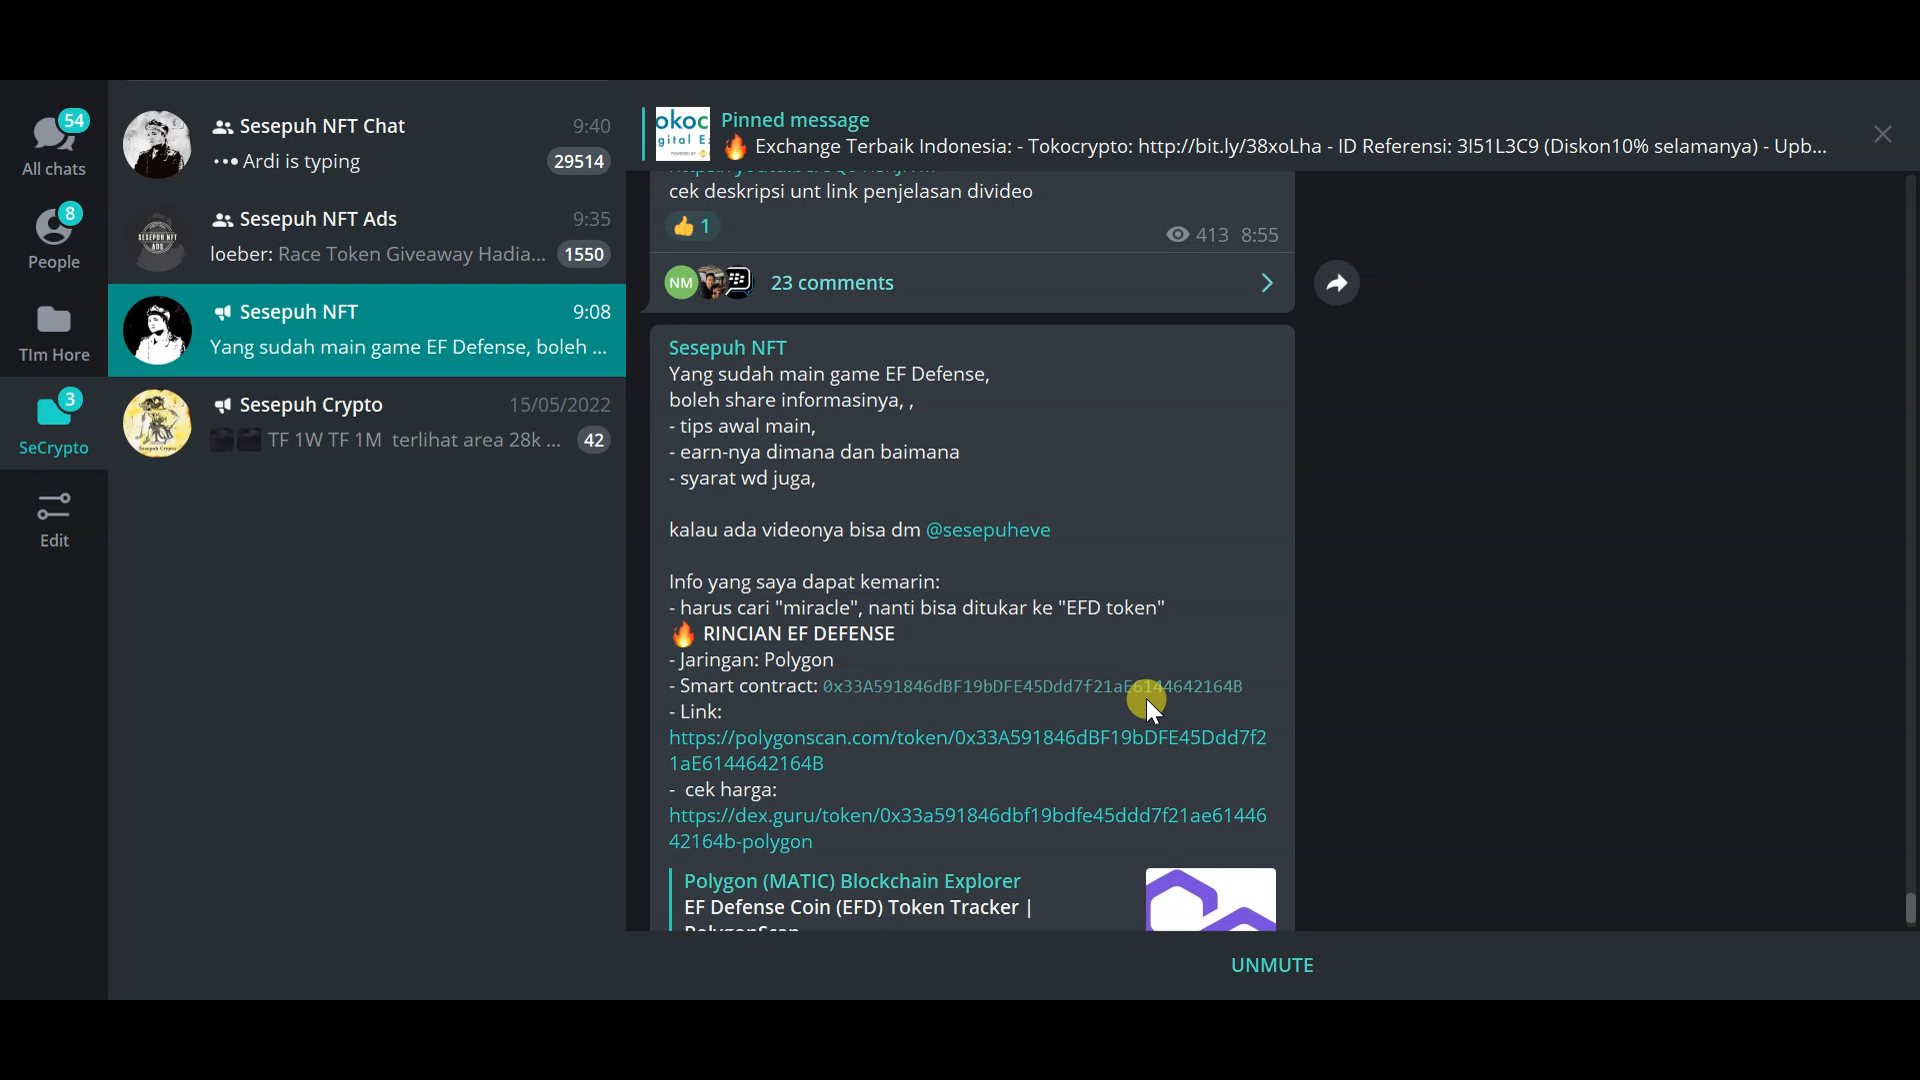 54
All chats
8
People
TIm Hore
3
SeCrypto
Edit
Sesepuh NFT Chat 9:40
Ardi is typing 29514
Sesepuh NFT Ads 9:35
loeber: Race Token Giveaway Hadia... 1550
Sesepuh NFT 9:08
Yang sudah main game EF Defense, boleh ...
Sesepuh Crypto 15/05/2022
TF 1W TF 1M terlihat area 28k ... 42
Pinned message
🔥 Exchange Terbaik Indonesia: - Tokocrypto: http://bit.ly/38xoLha - ID Referensi: 3I51L3C9 (Diskon10% selamanya) - Upb...
cek deskripsi unt link penjelasan divideo
👍 1
413 8:55
NM
23 comments
Sesepuh NFT
Yang sudah main game EF Defense,
boleh share informasinya, ,
- tips awal main,
- earn-nya dimana dan baimana
- syarat wd juga,
kalau ada videonya bisa dm @sesepuheve
Info yang saya dapat kemarin:
- harus cari "miracle", nanti bisa ditukar ke "EFD token"
🔥 RINCIAN EF DEFENSE
- Jaringan: Polygon
- Smart contract: 0x33A591846dBF19bDFE45Ddd7f21aE6144642164B
- Link:
https://polygonscan.com/token/0x33A591846dBF19bDFE45Ddd7f2
1aE6144642164B
- cek harga:
https://dex.guru/token/0x33a591846dbf19bdfe45ddd7f21ae61446
42164b-polygon
Polygon (MATIC) Blockchain Explorer
EF Defense Coin (EFD) Token Tracker |
PolygonScan
UNMUTE